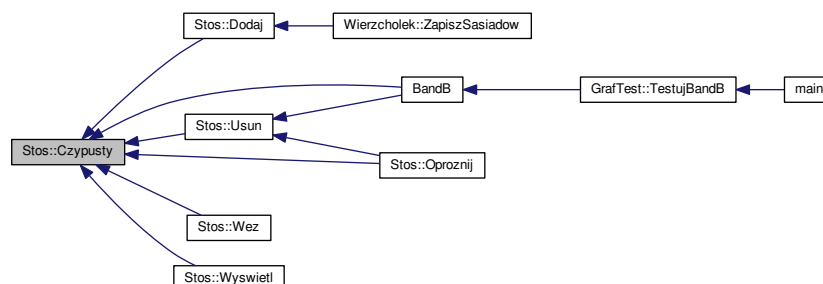 Stos::Dodaj
Wierzcholek::ZapiszSasiadow
BandB
GrafTest::TestujBandB
main
Stos::Usun
Stos::Czypusty
Stos::Oproznij
Stos::Wez
Stos::Wyswietl